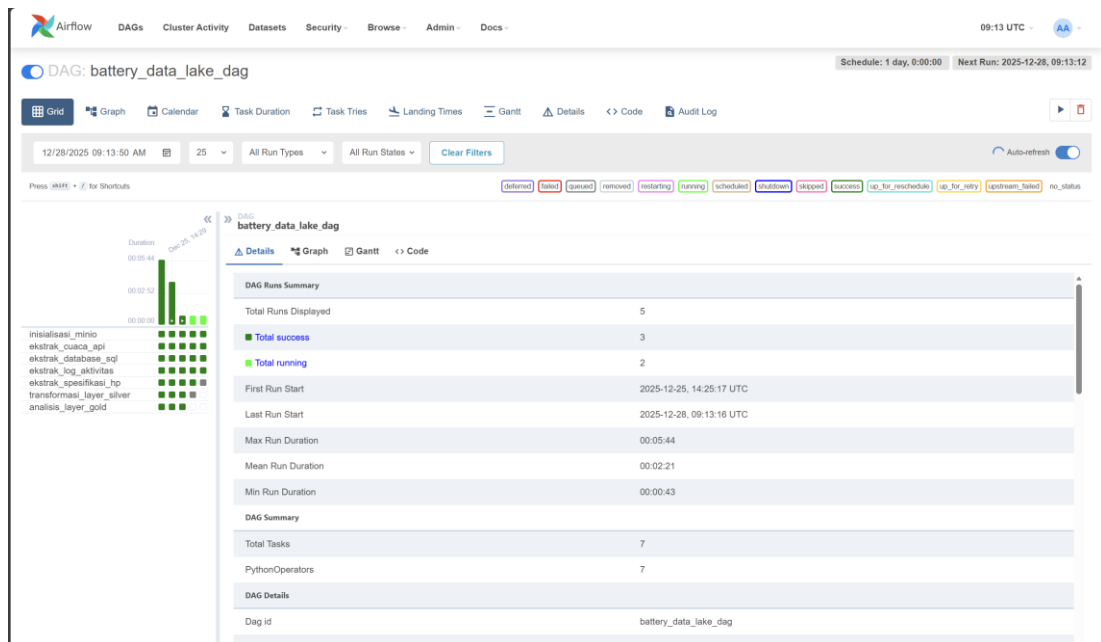 Airflow DAGs Cluster Activity Datasets Security Browse Admin Docs 09:13 UTC AA
DAG: battery_data_lake_dag Schedule: 1 day, 0:00:00 Next Run: 2025-12-28, 09:13:12
Grid Graph Calendar Task Duration Task Tries Landing Times Gantt Details <> Code Audit Log
12/28/2025 09:13:50 AM 25 All Run Types All Run States Clear Filters Auto-refresh
Press shift + / for Shortcuts deferred failed queued removed restarting running scheduled shutdown skipped success up_for_reschedule up_for_retry upstream_failed no_status
DAG
battery_data_lake_dag
Details Graph Gantt <> Code
Duration Dec 25, 14:29
00:05:44
00:02:52
00:00:00
inisialisasi_minio
ekstrak_cuaca_api
ekstrak_database_sql
ekstrak_log_aktivitas
ekstrak_spesifikasi_hp
transformasi_layer_silver
analisis_layer_gold
DAG Runs Summary
Total Runs Displayed 5
Total success 3
Total running 2
First Run Start 2025-12-25, 14:25:17 UTC
Last Run Start 2025-12-28, 09:13:16 UTC
Max Run Duration 00:05:44
Mean Run Duration 00:02:21
Min Run Duration 00:00:43
DAG Summary
Total Tasks 7
PythonOperators 7
DAG Details
Dag id battery_data_lake_dag